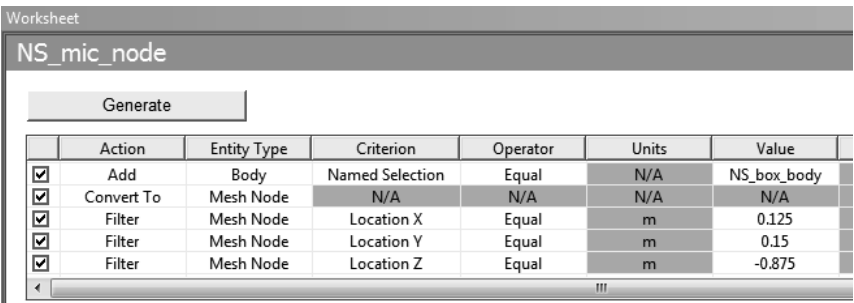 Worksheet
NS_mic_node
Generate
Action Entity Type Criterion Operator Units Value
Add Body Named Selection Equal N/A NS_box_body
Convert To Mesh Node N/A N/A N/A N/A
Filter Mesh Node Location X Equal m 0.125
Filter Mesh Node Location Y Equal m 0.15
Filter Mesh Node Location Z Equal m -0.875